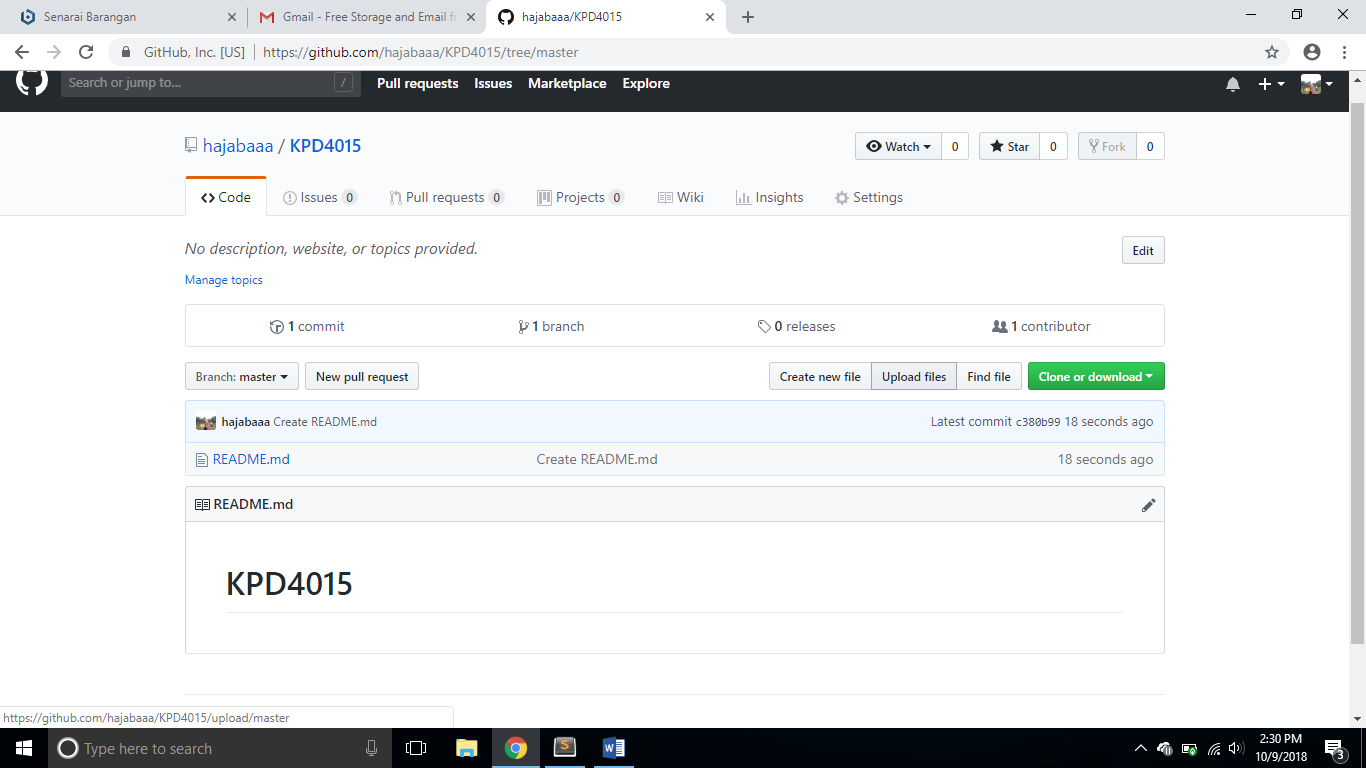 Senarai Barangan
Gmail - Free Storage and Email fr
hajabaaa/KPD4015
GitHub, Inc. [US] https://github.com/hajabaaa/KPD4015/tree/master
Search or jump to... /
Pull requests Issues Marketplace Explore
hajabaaa / KPD4015
Watch 0 Star 0 Fork 0
Code Issues 0 Pull requests 0 Projects 0 Wiki Insights Settings
No description, website, or topics provided.
Edit
Manage topics
1 commit 1 branch 0 releases 1 contributor
Branch: master New pull request Create new file Upload files Find file Clone or download
hajabaaa Create README.md Latest commit c380b99 18 seconds ago
README.md Create README.md 18 seconds ago
README.md
KPD4015
https://github.com/hajabaaa/KPD4015/upload/master
Type here to search
S
W
2:30 PM
10/9/2018
3